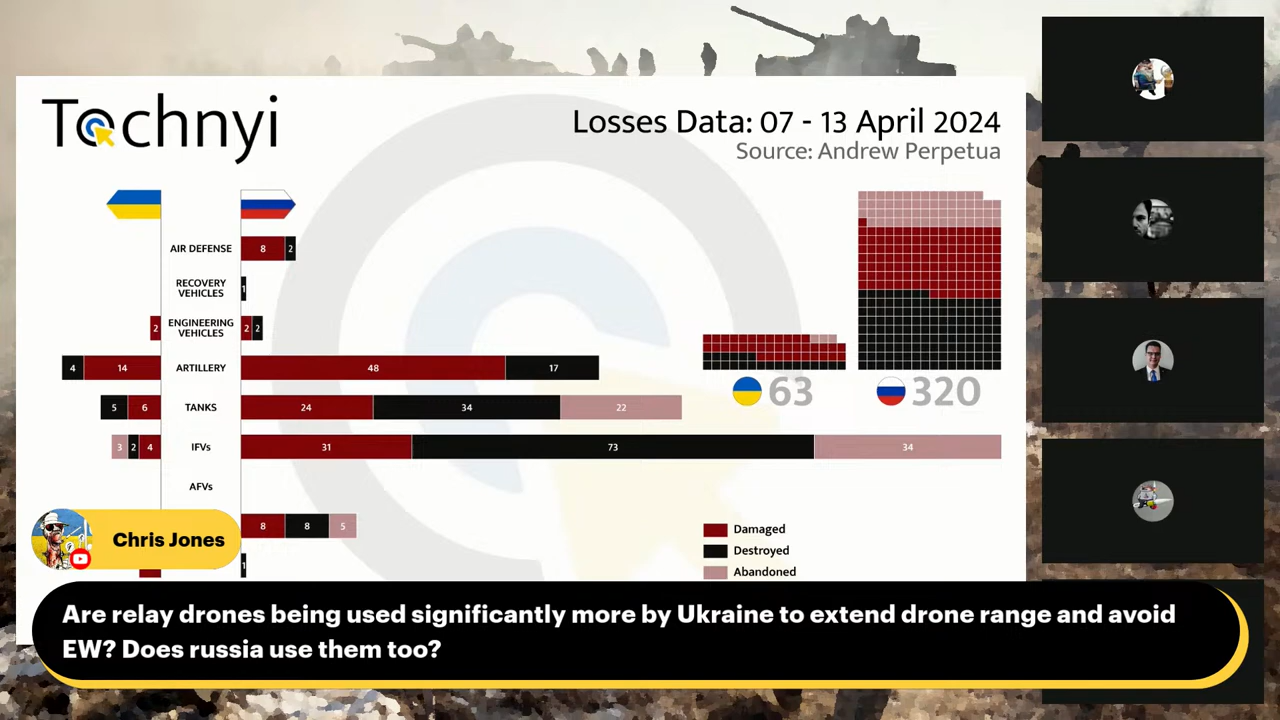 Technyi
Losses Data: 07 - 13 April 2024
Source: Andrew Perpetua
AIR DEFENSE
8 2
RECOVERY
VEHICLES
1
2
ENGINEERING
VEHICLES
2 2
4 14 ARTILLERY 48 17
5 6 TANKS 24 34 22
3 2 4 IFVs 31 73 34
AFVs
8 8 5
1
63
320
Damaged
Destroyed
Abandoned
Chris Jones
Are relay drones being used significantly more by Ukraine to extend drone range and avoid
EW? Does russia use them too?